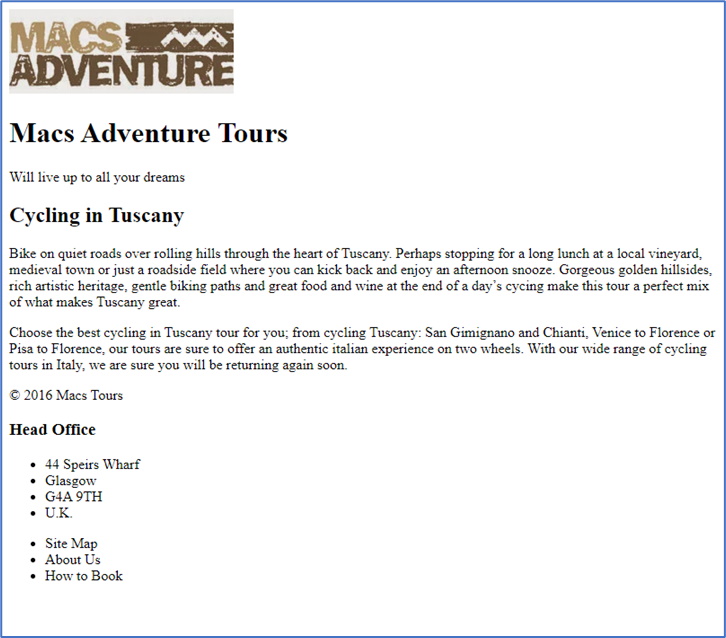 MACS
ADVENTURE
Macs Adventure Tours
Will live up to all your dreams
Cycling in Tuscany
Bike on quiet roads over rolling hills through the heart of Tuscany. Perhaps stopping for a long lunch at a local vineyard,
medieval town or just a roadside field where you can kick back and enjoy an afternoon snooze. Gorgeous golden hillsides,
rich artistic heritage, gentle biking paths and great food and wine at the end of a day’s cycing make this tour a perfect mix
of what makes Tuscany great.
Choose the best cycling in Tuscany tour for you; from cycling Tuscany: San Gimignano and Chianti, Venice to Florence or
Pisa to Florence, our tours are sure to offer an authentic italian experience on two wheels. With our wide range of cycling
tours in Italy, we are sure you will be returning again soon.
© 2016 Macs Tours
Head Office
• 44 Speirs Wharf
• Glasgow
• G4A 9TH
• U.K.
• Site Map
• About Us
• How to Book